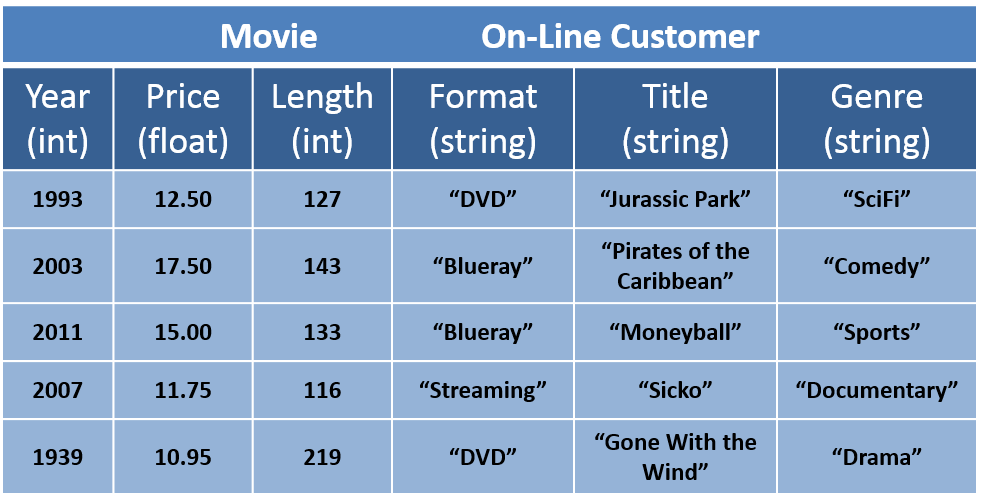 Movie On-Line Customer
Year Price Length Format Title Genre
(int) (float) (int) (string) (string) (string)
1993 12.50 127 “DVD” “Jurassic Park” “SciFi”
2003 17.50 143 “Blueray” “Pirates of the Caribbean” “Comedy”
2011 15.00 133 “Blueray” “Moneyball” “Sports”
2007 11.75 116 “Streaming” “Sicko” “Documentary”
1939 10.95 219 “DVD” “Gone With the Wind” “Drama”